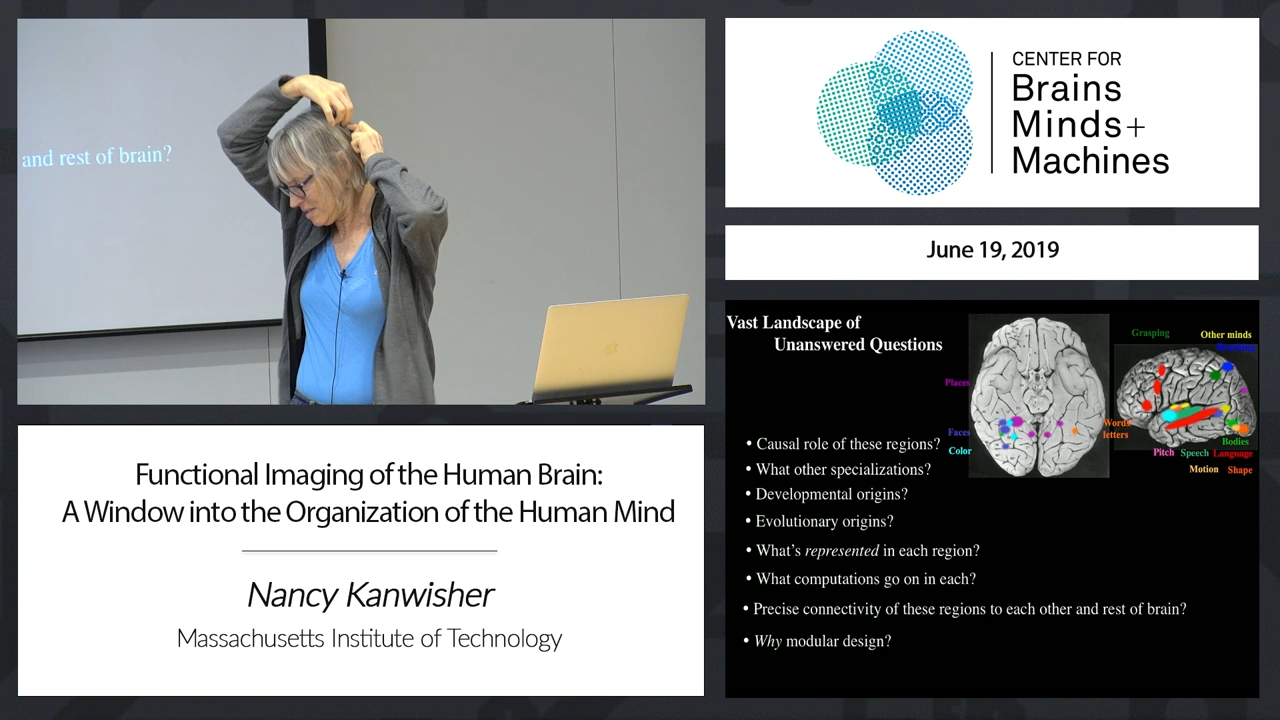 and rest of brain?
CENTER FOR
Brains
Minds+
Machines
June 19, 2019
Functional Imaging of the Human Brain:
A Window into the Organization of the Human Mind
Nancy Kanwisher
Massachusetts Institute of Technology
Vast Landscape of
Unanswered Questions
Grasping
Other minds
Places
Faces
Color
Words
letters
Bodies
Pitch Speech Language
Motion Shape
• Causal role of these regions?
• What other specializations?
• Developmental origins?
• Evolutionary origins?
• What's represented in each region?
• What computations go on in each?
• Precise connectivity of these regions to each other and rest of brain?
• Why modular design?